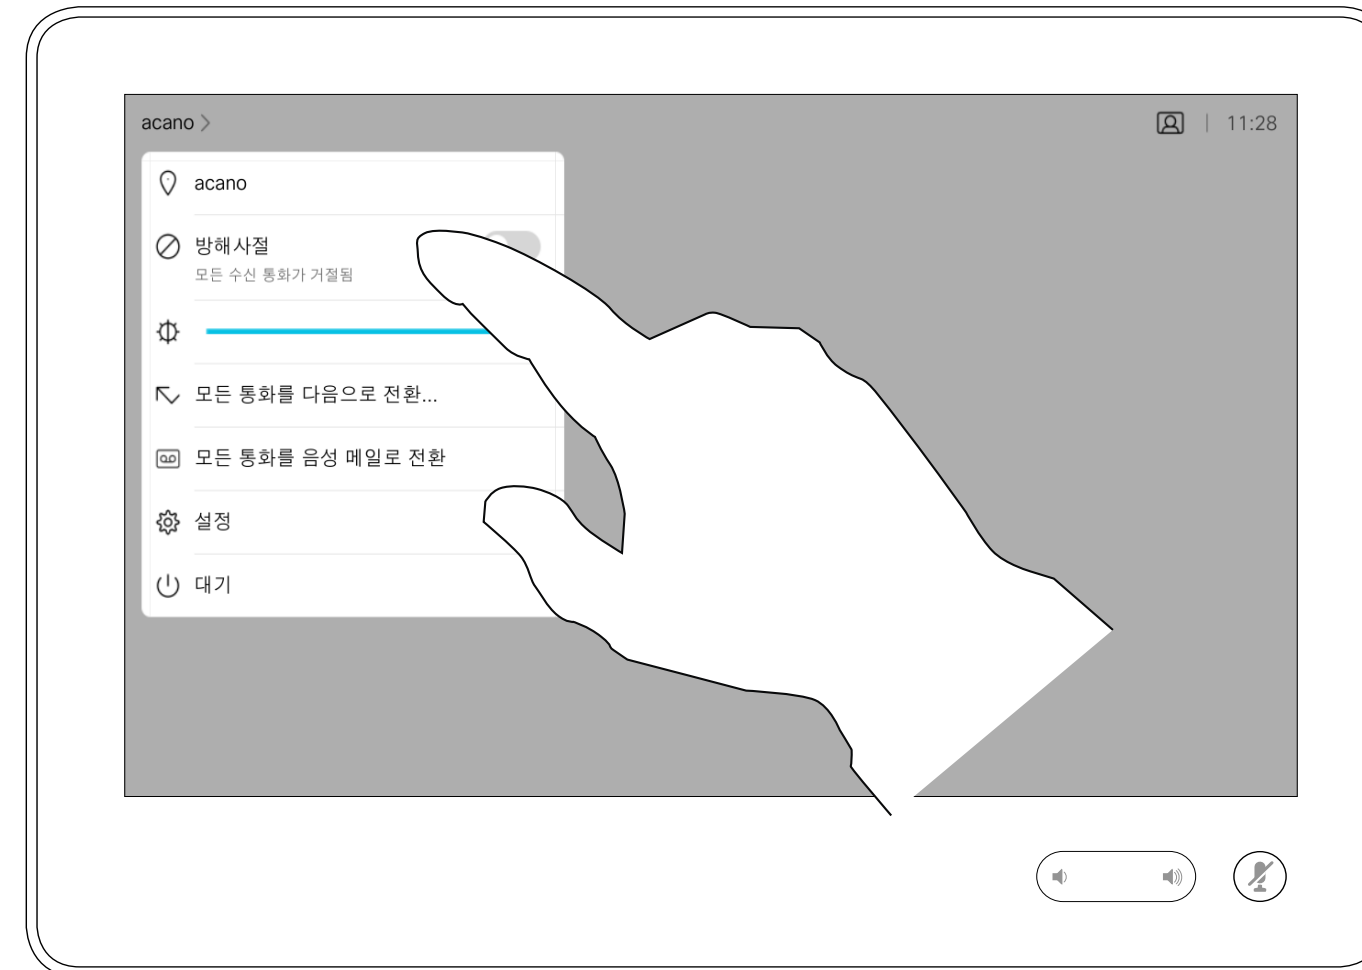 acano
11:28
acano
방해사절
모든 수신 통화가 거절됨
모든 통화를 다음으로 전환...
모든 통화를 음성 메일로 전환
설정
대기